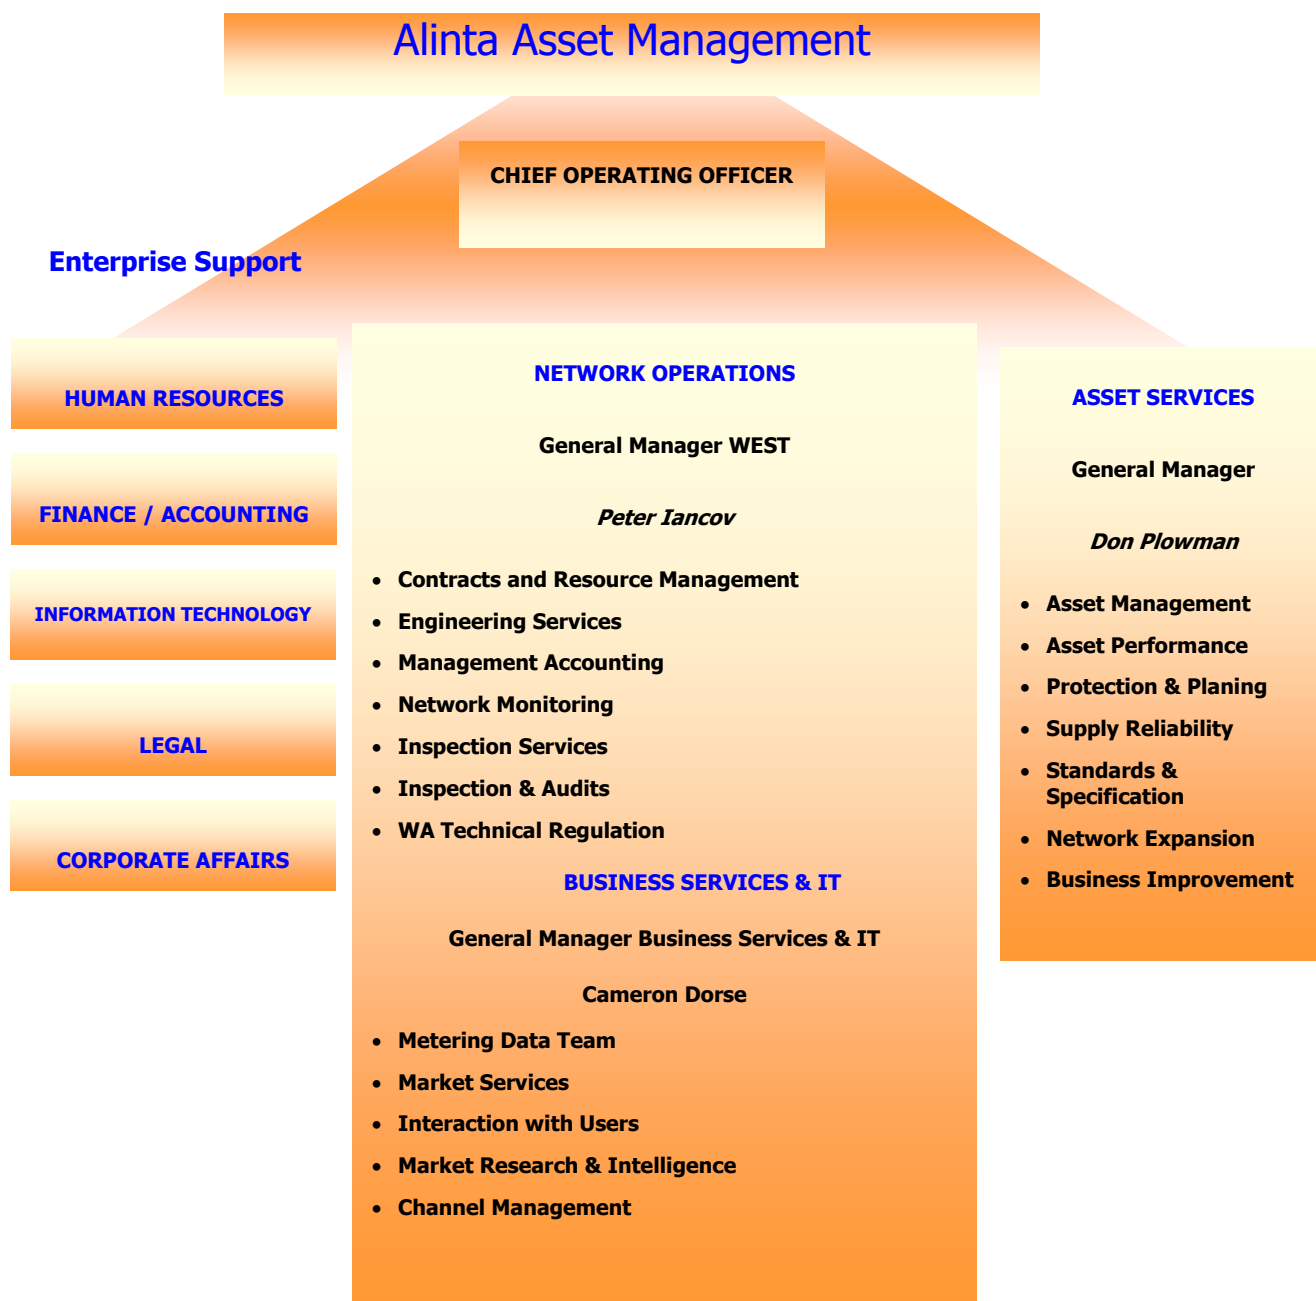 Alinta Asset Management
CHIEF OPERATING OFFICER
Enterprise Support
HUMAN RESOURCES
FINANCE / ACCOUNTING
INFORMATION TECHNOLOGY
LEGAL
CORPORATE AFFAIRS
NETWORK OPERATIONS
General Manager WEST
Peter Iancov
• Contracts and Resource Management
• Engineering Services
• Management Accounting
• Network Monitoring
• Inspection Services
• Inspection & Audits
• WA Technical Regulation
BUSINESS SERVICES & IT
General Manager Business Services & IT
Cameron Dorse
• Metering Data Team
• Market Services
• Interaction with Users
• Market Research & Intelligence
• Channel Management
ASSET SERVICES
General Manager
Don Plowman
• Asset Management
• Asset Performance
• Protection & Planing
• Supply Reliability
• Standards &
Specification
• Network Expansion
• Business Improvement